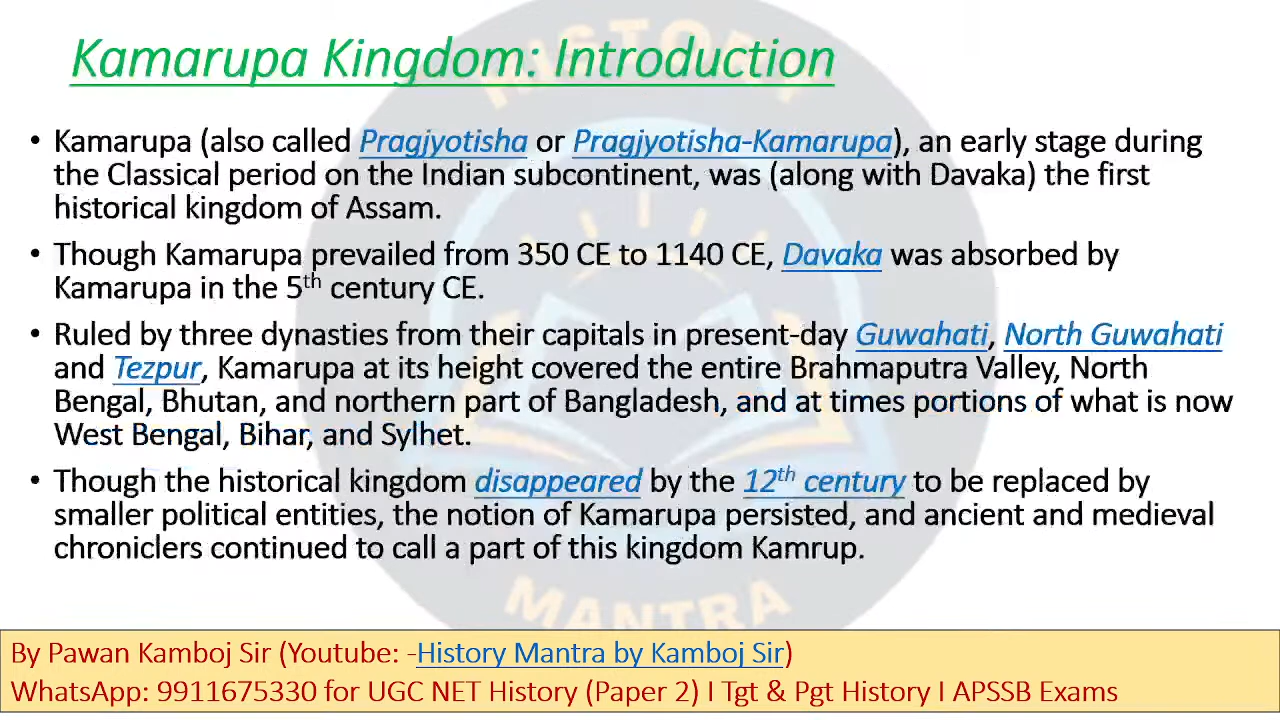 HISTORY
Kamarupa Kingdom: Introduction
• Kamarupa (also called Pragjyotisha or Pragjyotisha-Kamarupa), an early stage during
the Classical period on the Indian subcontinent, was (along with Davaka) the first
historical kingdom of Assam.
• Though Kamarupa prevailed from 350 CE to 1140 CE, Davaka was absorbed by
Kamarupa in the 5th century CE.
• Ruled by three dynasties from their capitals in present-day Guwahati, North Guwahati
and Tezpur, Kamarupa at its height covered the entire Brahmaputra Valley, North
Bengal, Bhutan, and northern part of Bangladesh, and at times portions of what is now
West Bengal, Bihar, and Sylhet.
• Though the historical kingdom disappeared by the 12th century to be replaced by
smaller political entities, the notion of Kamarupa persisted, and ancient and medieval
chroniclers continued to call a part of this kingdom Kamrup.
MANTRA
By Pawan Kamboj Sir (Youtube: -History Mantra by Kamboj Sir)
WhatsApp: 9911675330 for UGC NET History (Paper 2) I Tgt & Pgt History I APSSB Exams